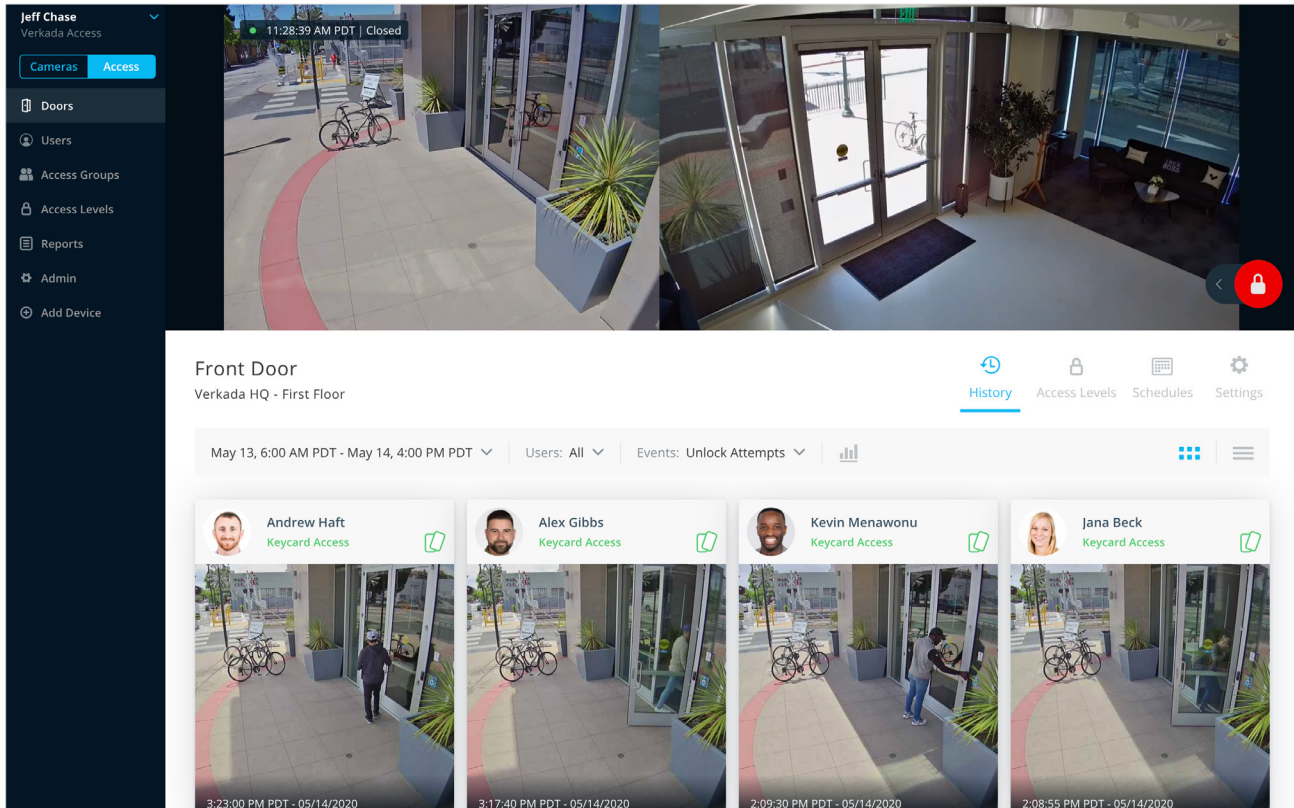 Jeff Chase
Verkada Access
Cameras Access
Doors
Users
Access Groups
Access Levels
Reports
Admin
Add Device
11:28:39 AM PDT | Closed
EXIT
Front Door
Verkada HQ - First Floor
History Access Levels Schedules Settings
May 13, 6:00 AM PDT - May 14, 4:00 PM PDT Users: All Events: Unlock Attempts
Andrew Haft
Keycard Access
3:23:00 PM PDT - 05/14/2020
Alex Gibbs
Keycard Access
3:17:40 PM PDT - 05/14/2020
Kevin Menawonu
Keycard Access
2:09:30 PM PDT - 05/14/2020
Jana Beck
Keycard Access
2:08:55 PM PDT - 05/14/2020